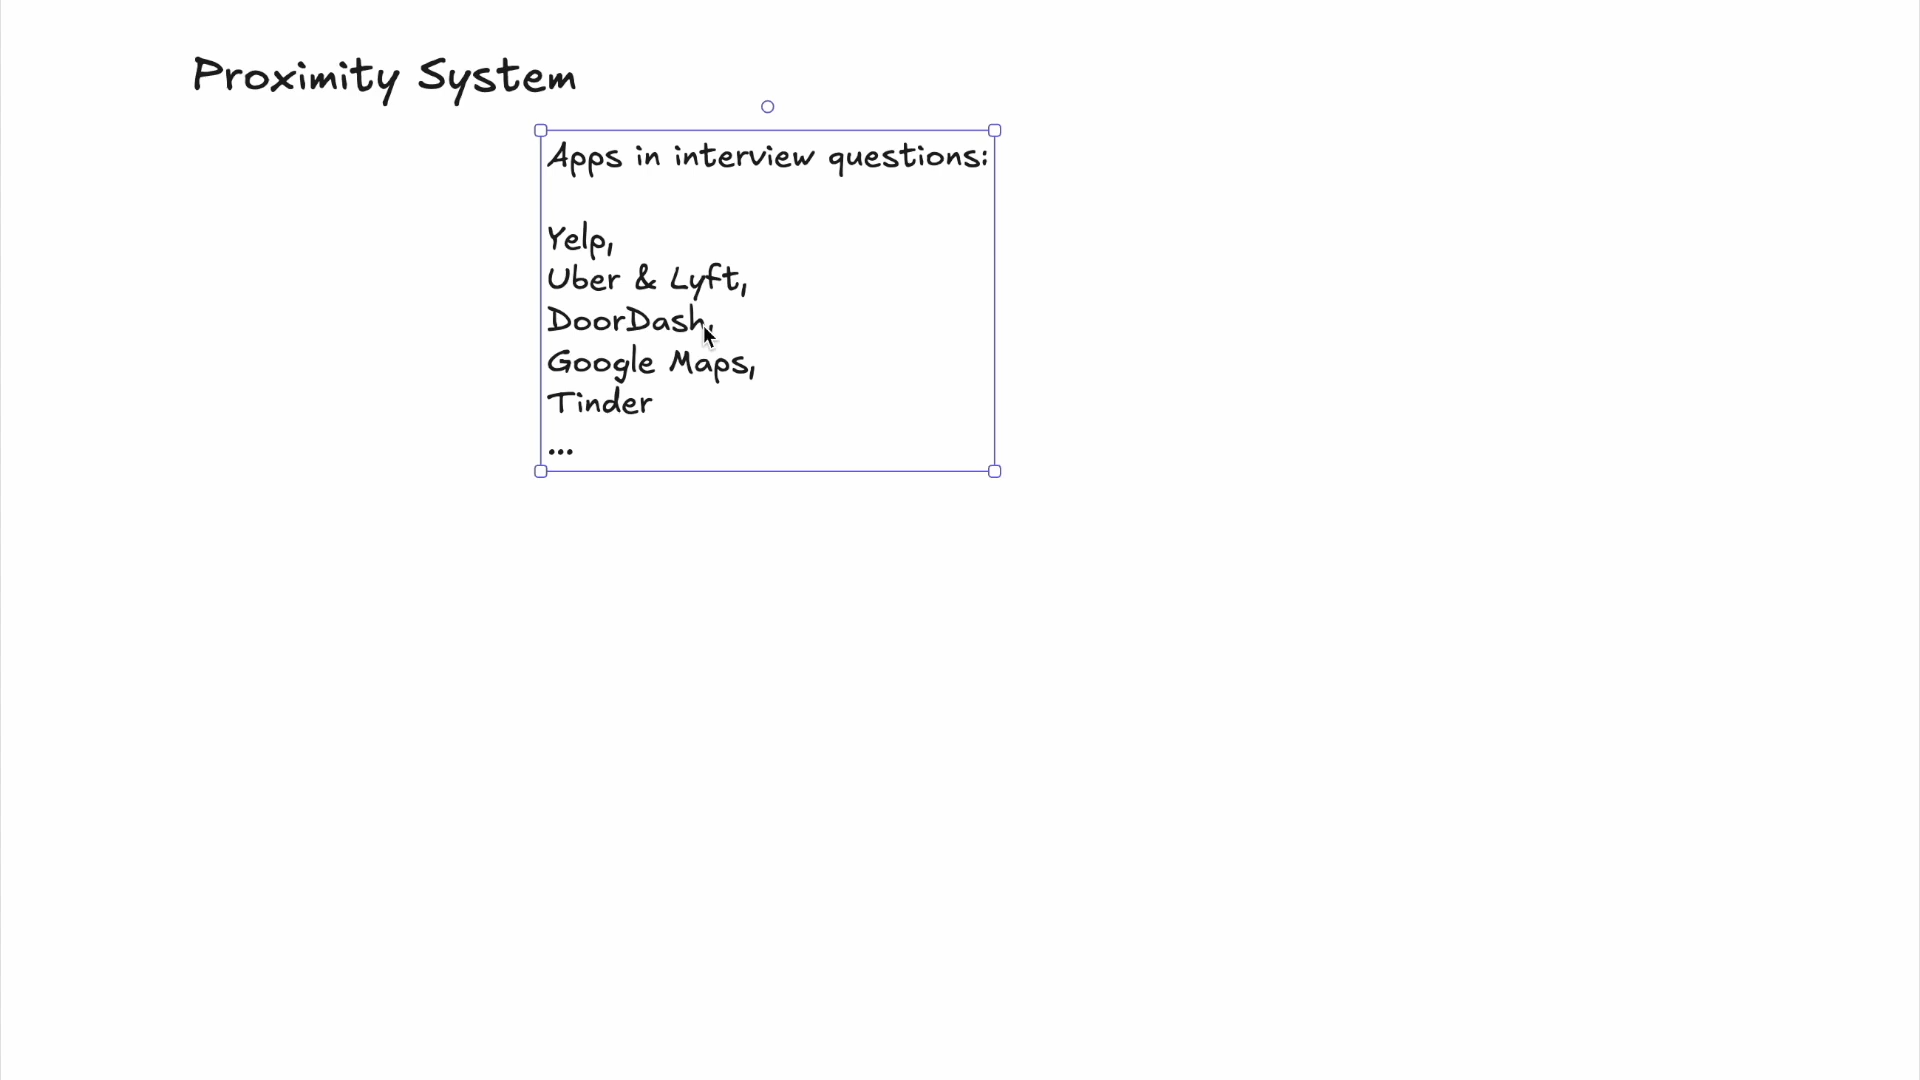 Proximity System
Apps in interview questions:
Yelp,
Uber & Lyft,
DoorDash,
Google Maps,
Tinder
...